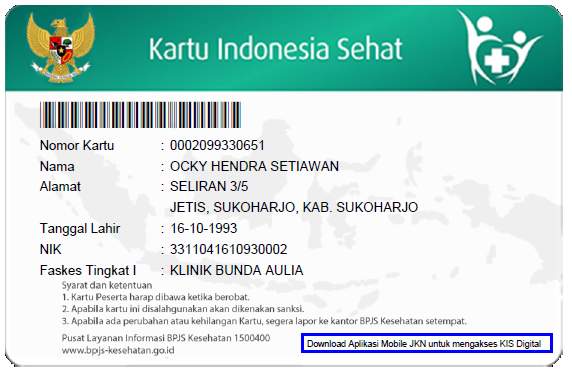 Kartu Indonesia Sehat
Nomor Kartu : 0002099330651
Nama : OCKY HENDRA SETIAWAN
Alamat : SELIRAN 3/5
JETIS, SUKOHARJO, KAB. SUKOHARJO
Tanggal Lahir : 16-10-1993
NIK : 3311041610930002
Faskes Tingkat I : KLINIK BUNDA AULIA
Syarat dan ketentuan
1. Kartu Peserta harap dibawa ketika berobat.
2. Apabila kartu ini disalahgunakan akan dikenakan sanksi.
3. Apabila ada perubahan atau kehilangan Kartu, segera lapor ke kantor BPJS Kesehatan setempat.
Pusat Layanan Informasi BPJS Kesehatan 1500400
www.bpjs-kesehatan.go.id
Download Aplikasi Mobile JKN untuk mengakses KIS Digital